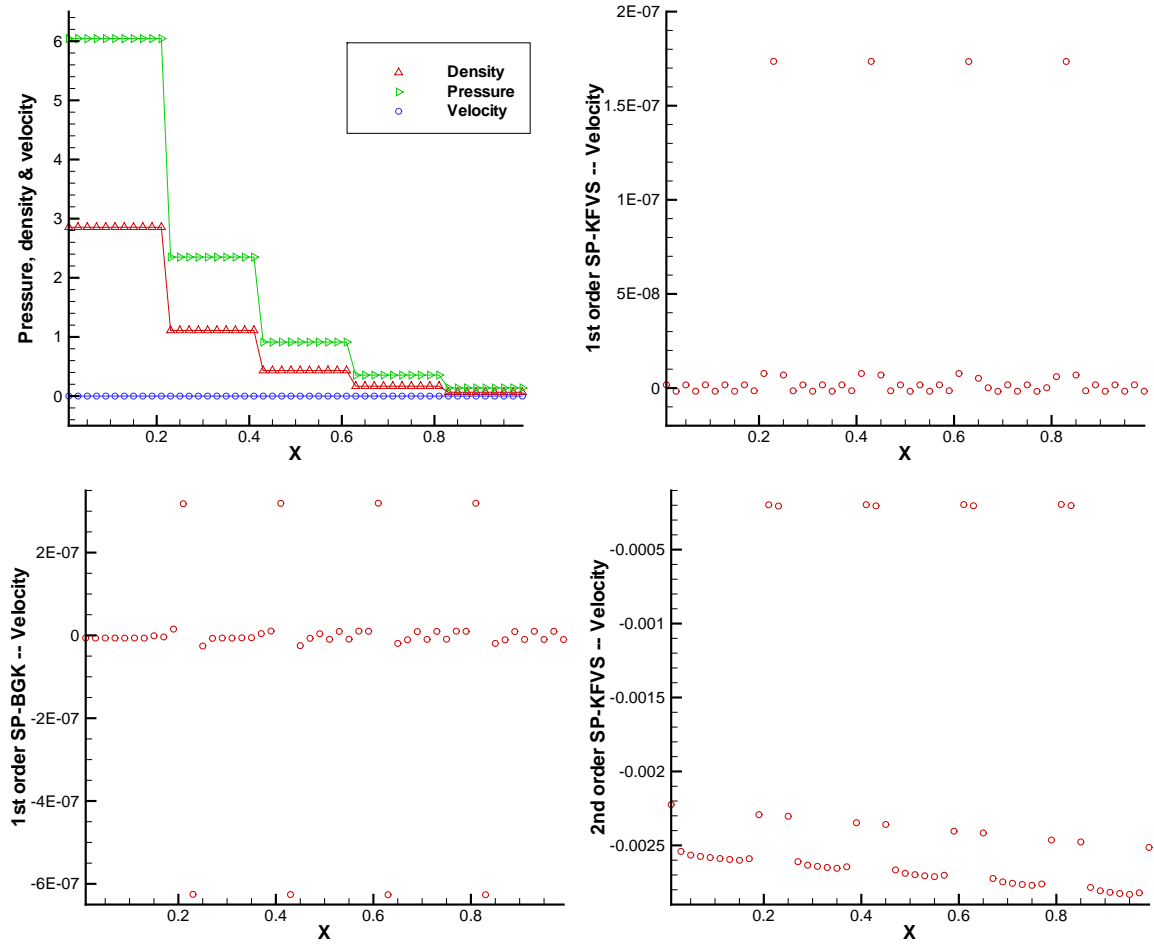 Pressure, density & velocity
6
5
4
3
2
1
0
0.2 0.4 0.6 0.8
X
Density
Pressure
Velocity
1st order SP-KFVS -- Velocity
2E-07
1.5E-07
1E-07
5E-08
0
0.2 0.4 0.6 0.8
X
1st order SP-BGK -- Velocity
2E-07
0
-2E-07
-4E-07
-6E-07
0.2 0.4 0.6 0.8
X
2nd order SP-KFVS -- Velocity
-0.0005
-0.001
-0.0015
-0.002
-0.0025
0.2 0.4 0.6 0.8
X